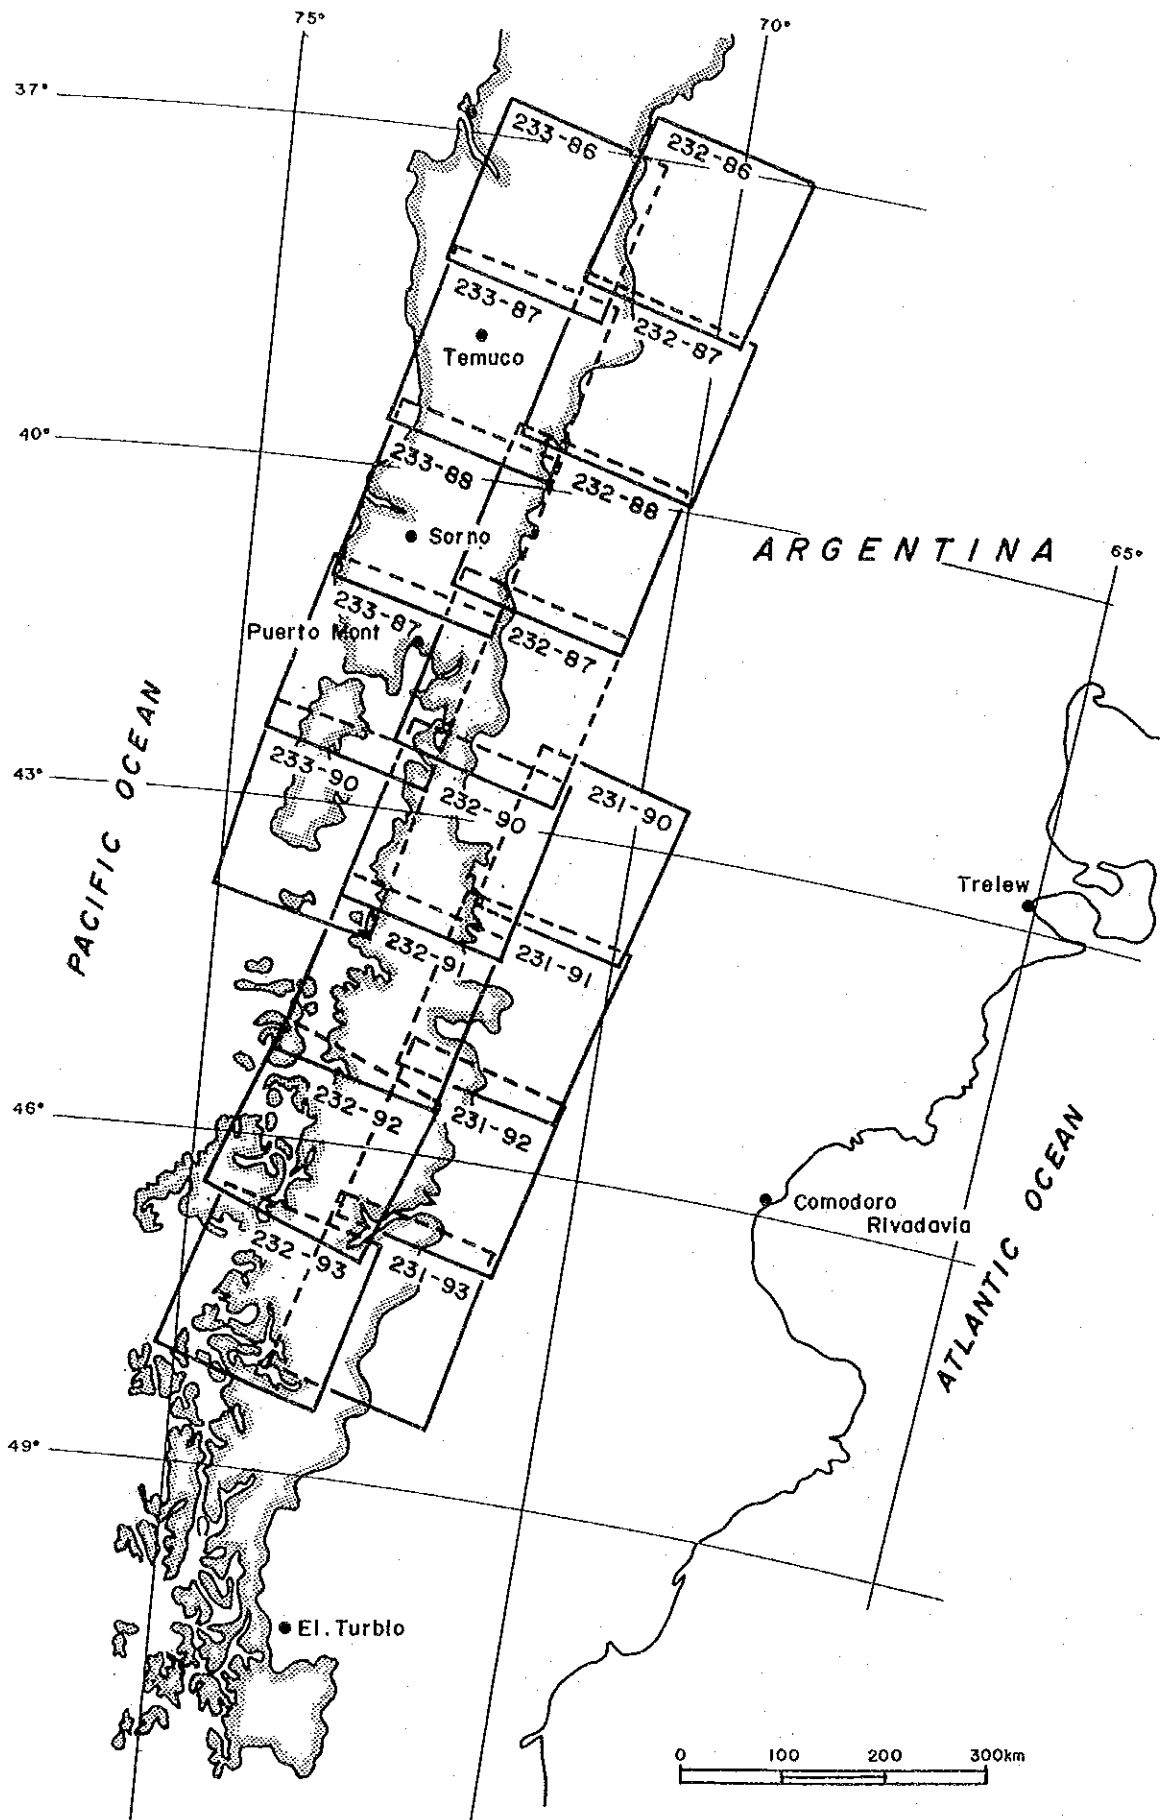 75°
70°
37°
233-86
232-86
233-87
232-87
Temuco
40°
233-88
232-88
Sorno
ARGENTINA
65°
233-87
Puerto Mont
232-87
PACIFIC OCEAN
43°
233-90
232-90
231-90
Trelew
232-91
231-91
46°
232-92
231-92
Comodoro
Rivadavia
ATLANTIC OCEAN
232-93
231-93
49°
El. Turblo
0 100 200 300km